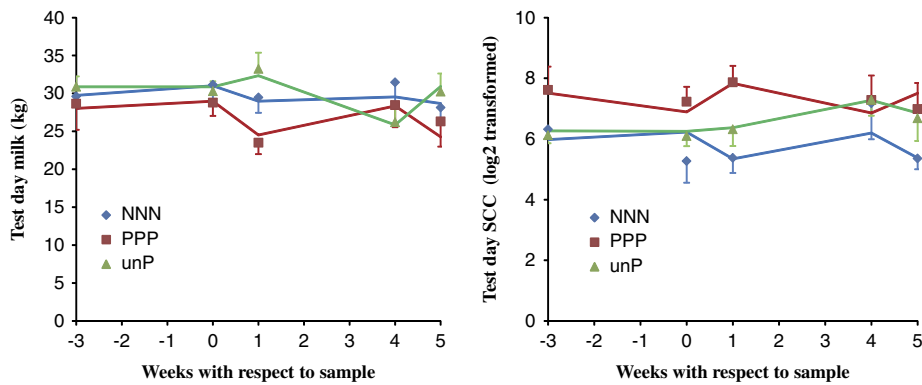 Test day milk (kg)
40
35
30
25
20
15
10
5
0
NNN
PPP
unP
-3 -2 -1 0 1 2 3 4 5
Weeks with respect to sample
Test day SCC (log2 transformed)
10
8
6
4
2
0
NNN
PPP
unP
-3 -2 -1 0 1 2 3 4 5
Weeks with respect to sample